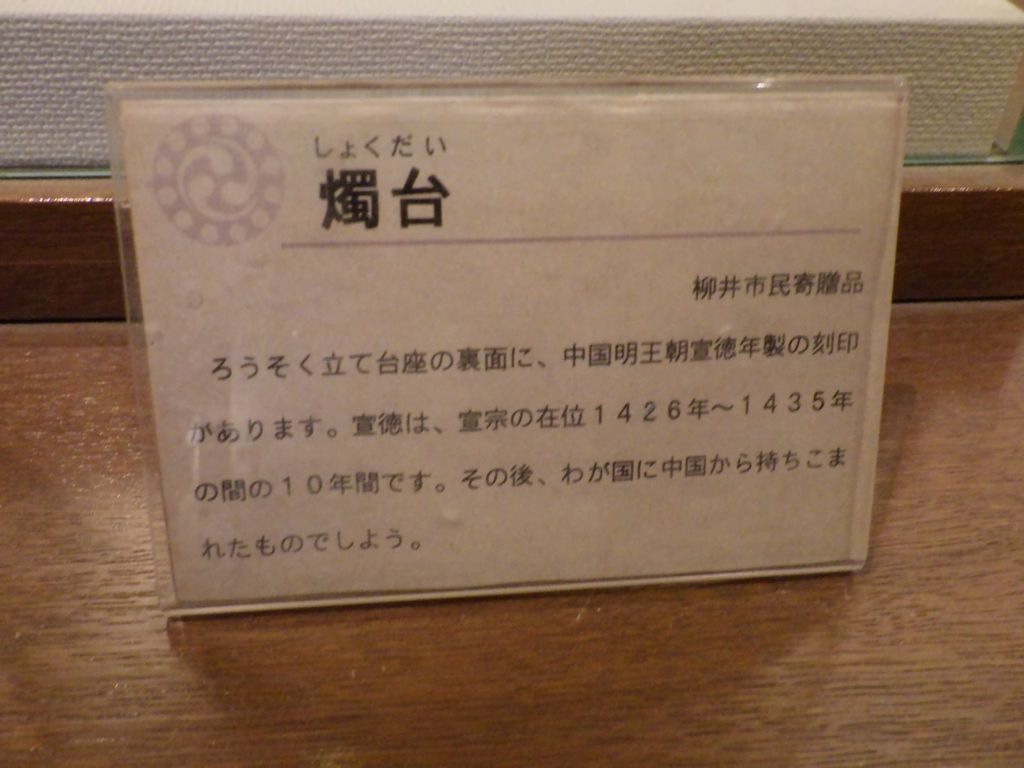 しょくだい
燭台
柳井市民寄贈品
ろうそく立て台座の裏面に、中国明王朝宣徳年製の刻印
があります。宣徳は、宣宗の在位１４２６年～１４３５年
の間の１０年間です。その後、わが国に中国から持ちこま
れたものでしょう。